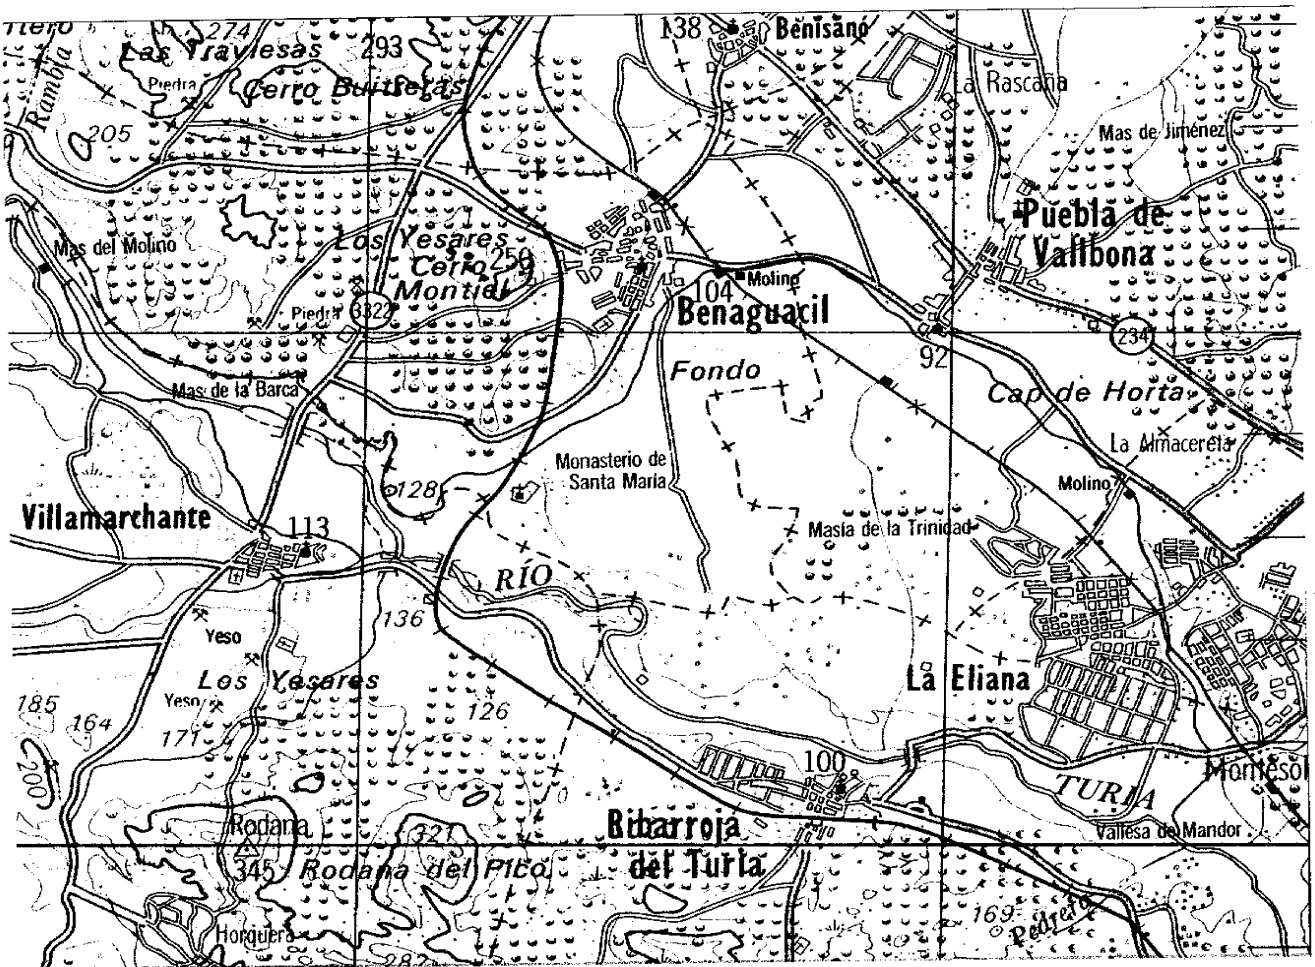 274
Las Traviesas
293
138
Benisanó
Piedra
Cerro Buitreras
La Rascaña
Rambla
205
Mas de Jiménez
Puebla de
Vallbona
Mas del Molino
Los Yesares
Cerro
250
Montiel
Molino
104
Benaguacil
Piedra
3322
234
92
Fondo
Mas de la Barca
Cap de Horta
La Almacereta
Monasterio de
Santa María
128
Molino
Villamarchante
113
Masía de la Trinidad
RÍO
136
Yeso
Los Yesares
La Eliana
Yeso
185
164
171
126
200
100
TURIA
Montesol
Rodana
321
Ribarroja
del Turia
Vallesa de Mandor
345
Rodana del Pico
169
Horquera
282